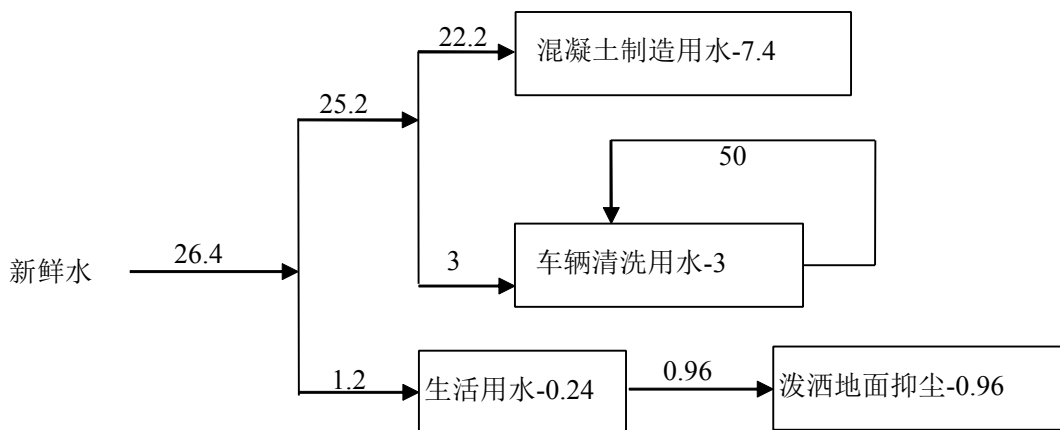 22.2
混凝土制造用水-7.4
25.2
50
新鲜水
26.4
3
车辆清洗用水-3
1.2
生活用水-0.24
0.96
泼洒地面抑尘-0.96